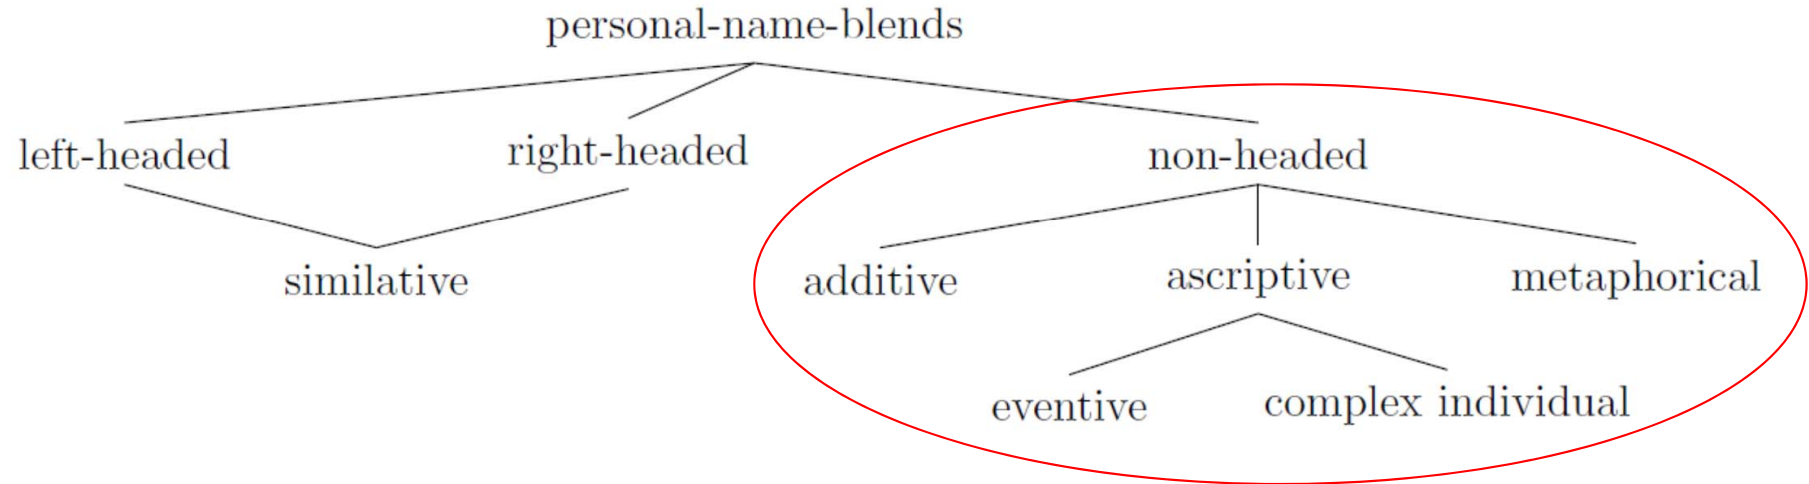 personal-name-blends
left-headed
right-headed
non-headed
similative
additive
ascriptive
metaphorical
eventive
complex individual